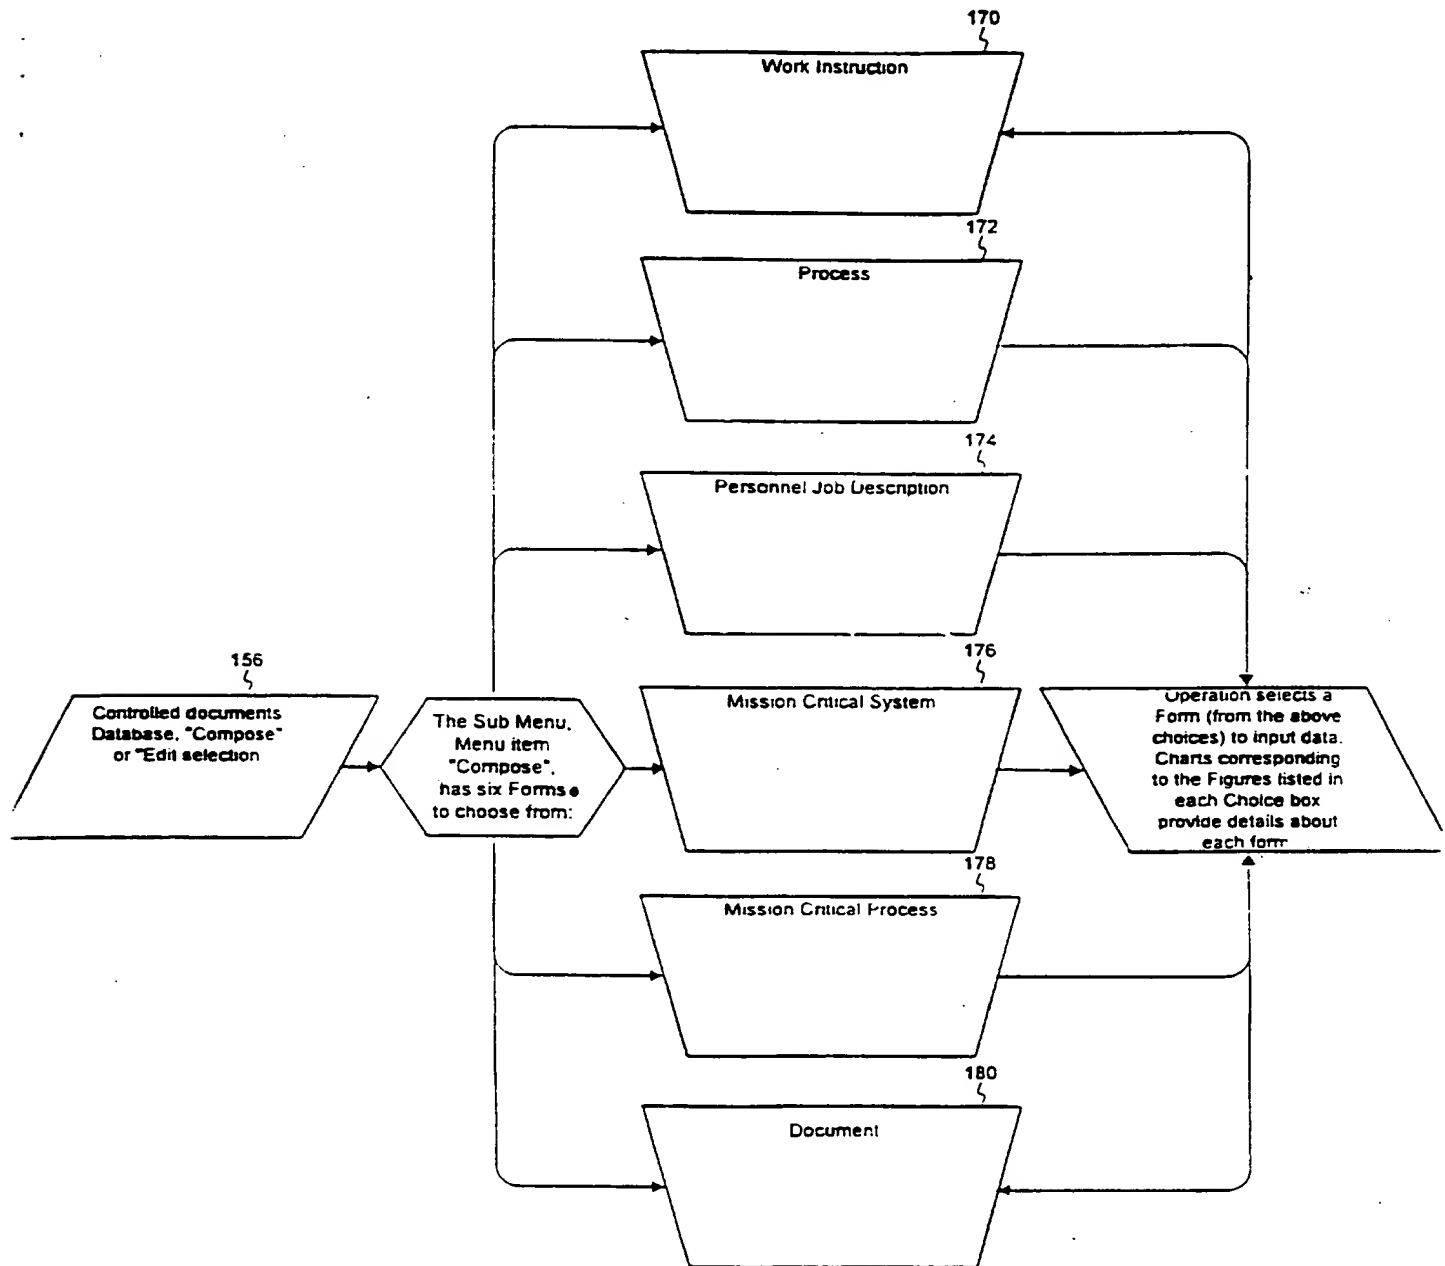 170
Work Instruction
172
Process
174
Personnel Job Description
156
Controlled documents
Database, "Compose"
or "Edit selection
The Sub Menu,
Menu item
"Compose",
has six Forms
to choose from:
176
Mission Critical System
Operation selects a
Form (from the above
choices) to input data.
Charts corresponding
to the Figures listed in
each Choice box
provide details about
each form
178
Mission Critical Process
180
Document